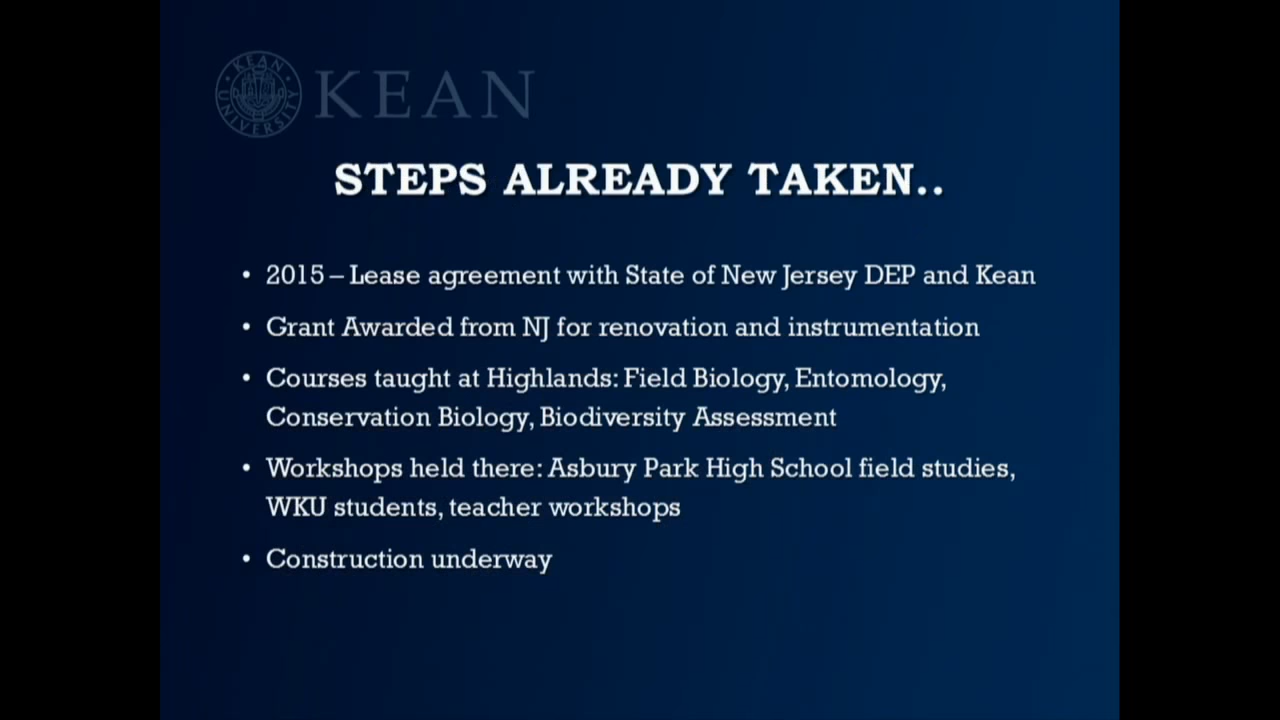 KEAN UNIVERSITY
KEAN
STEPS ALREADY TAKEN..
• 2015 – Lease agreement with State of New Jersey DEP and Kean
• Grant Awarded from NJ for renovation and instrumentation
• Courses taught at Highlands: Field Biology, Entomology,
Conservation Biology, Biodiversity Assessment
• Workshops held there: Asbury Park High School field studies,
WKU students, teacher workshops
• Construction underway